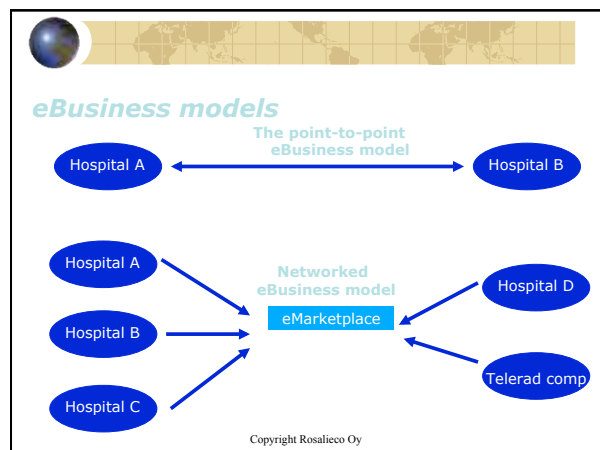 eBusiness models
The point-to-point
eBusiness model
Hospital A
Hospital B
Hospital A
Networked
eBusiness model
Hospital D
eMarketplace
Hospital B
Telerad comp
Hospital C
Copyright Rosalieco Oy